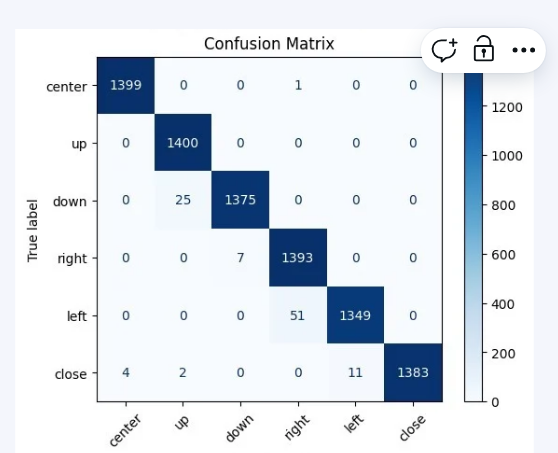 Confusion Matrix
center 1399 0 0 1 0 0
up 0 1400 0 0 0 0
down 0 25 1375 0 0 0
right 0 0 7 1393 0 0
left 0 0 0 51 1349 0
close 4 2 0 0 11 1383
True label
center up down right left close
1200
1000
800
600
400
200
0